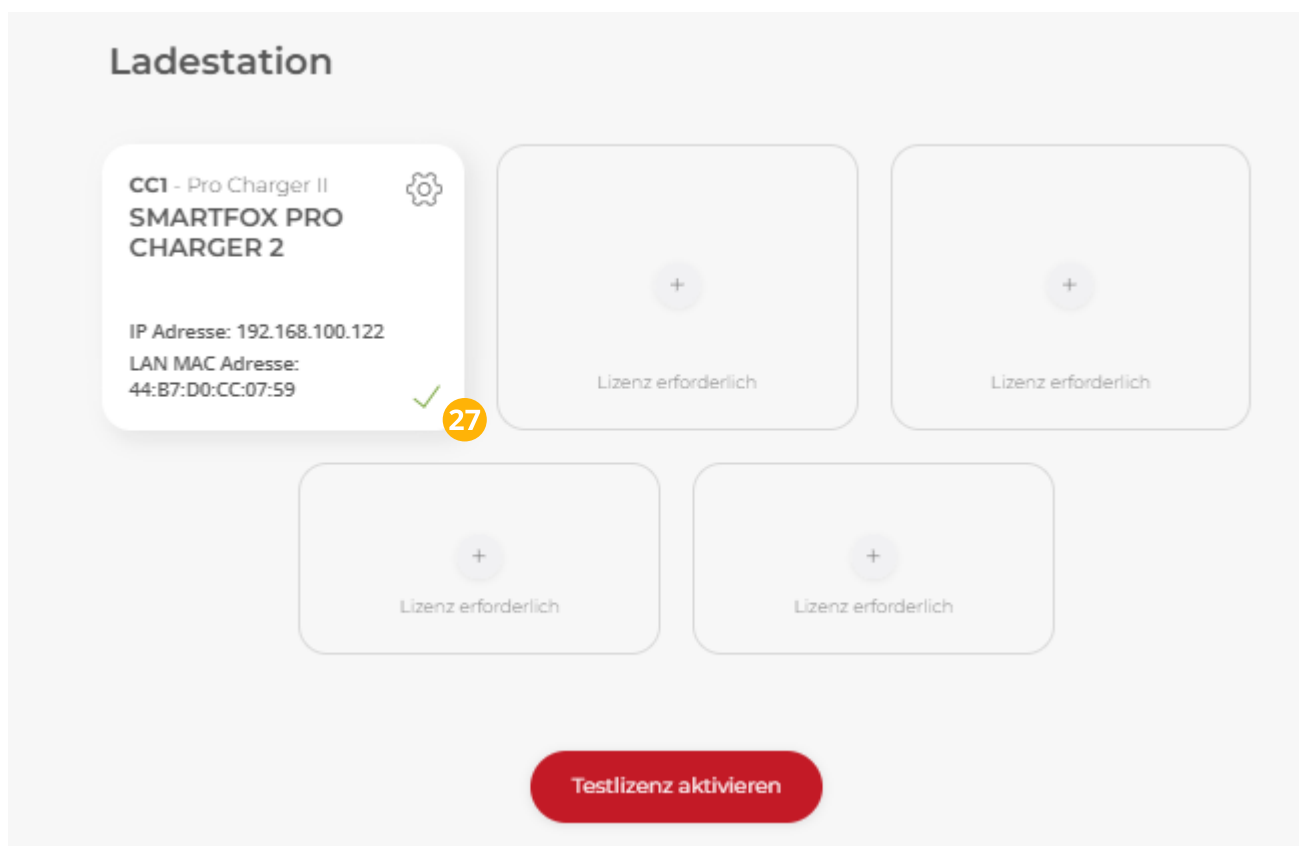 Ladestation
CC1 - Pro Charger II
SMARTFOX PRO
CHARGER 2
IP Adresse: 192.168.100.122
LAN MAC Adresse:
44:B7:D0:CC:07:59
27
+
Lizenz erforderlich
+
Lizenz erforderlich
+
Lizenz erforderlich
+
Lizenz erforderlich
Testlizenz aktivieren